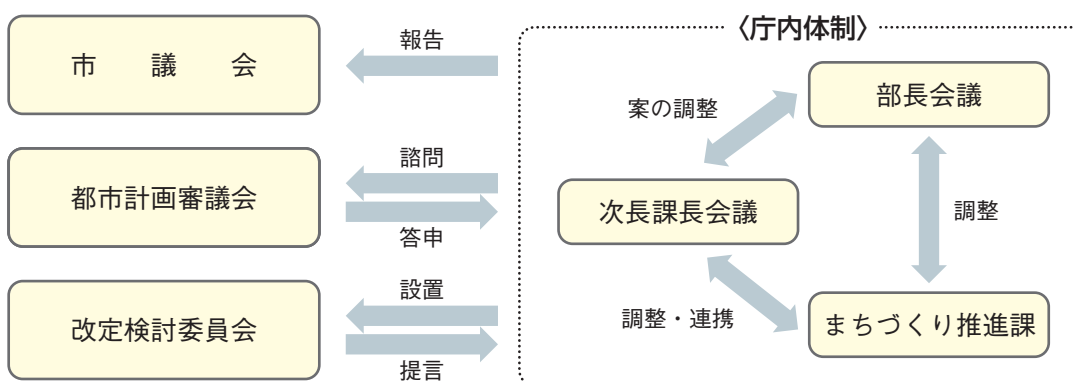 〈庁内体制〉
市　議　会
報告
都市計画審議会
諮問
答申
改定検討委員会
設置
提言
部長会議
案の調整
次長課長会議
調整
調整・連携
まちづくり推進課